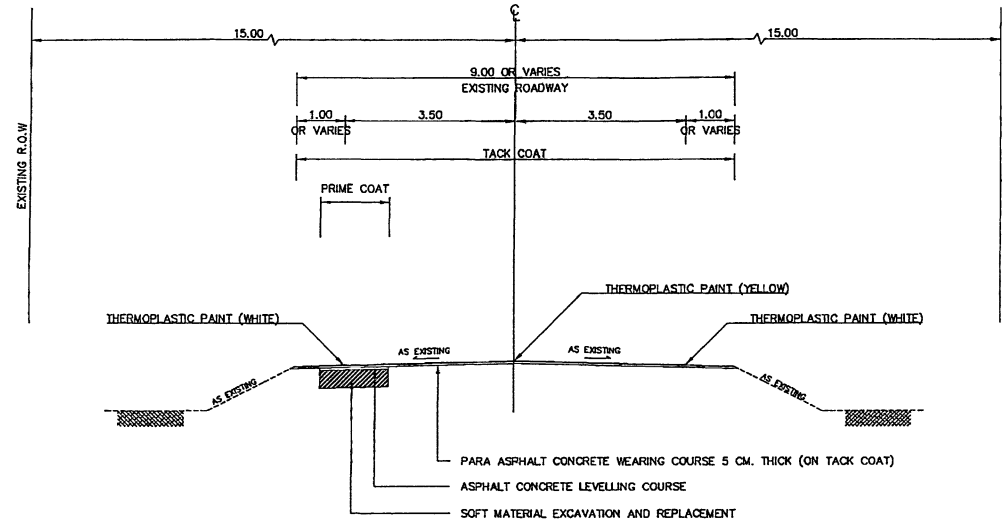 ℄
15.00
15.00
9.00 OR VARIES
EXISTING ROADWAY
1.00
OR VARIES
3.50
3.50
1.00
OR VARIES
TACK COAT
EXISTING R.O.W
PRIME COAT
THERMOPLASTIC PAINT (YELLOW)
THERMOPLASTIC PAINT (WHITE)
THERMOPLASTIC PAINT (WHITE)
AS EXISTING
AS EXISTING
AS EXISTING
AS EXISTING
PARA ASPHALT CONCRETE WEARING COURSE 5 CM. THICK (ON TACK COAT)
ASPHALT CONCRETE LEVELLING COURSE
SOFT MATERIAL EXCAVATION AND REPLACEMENT